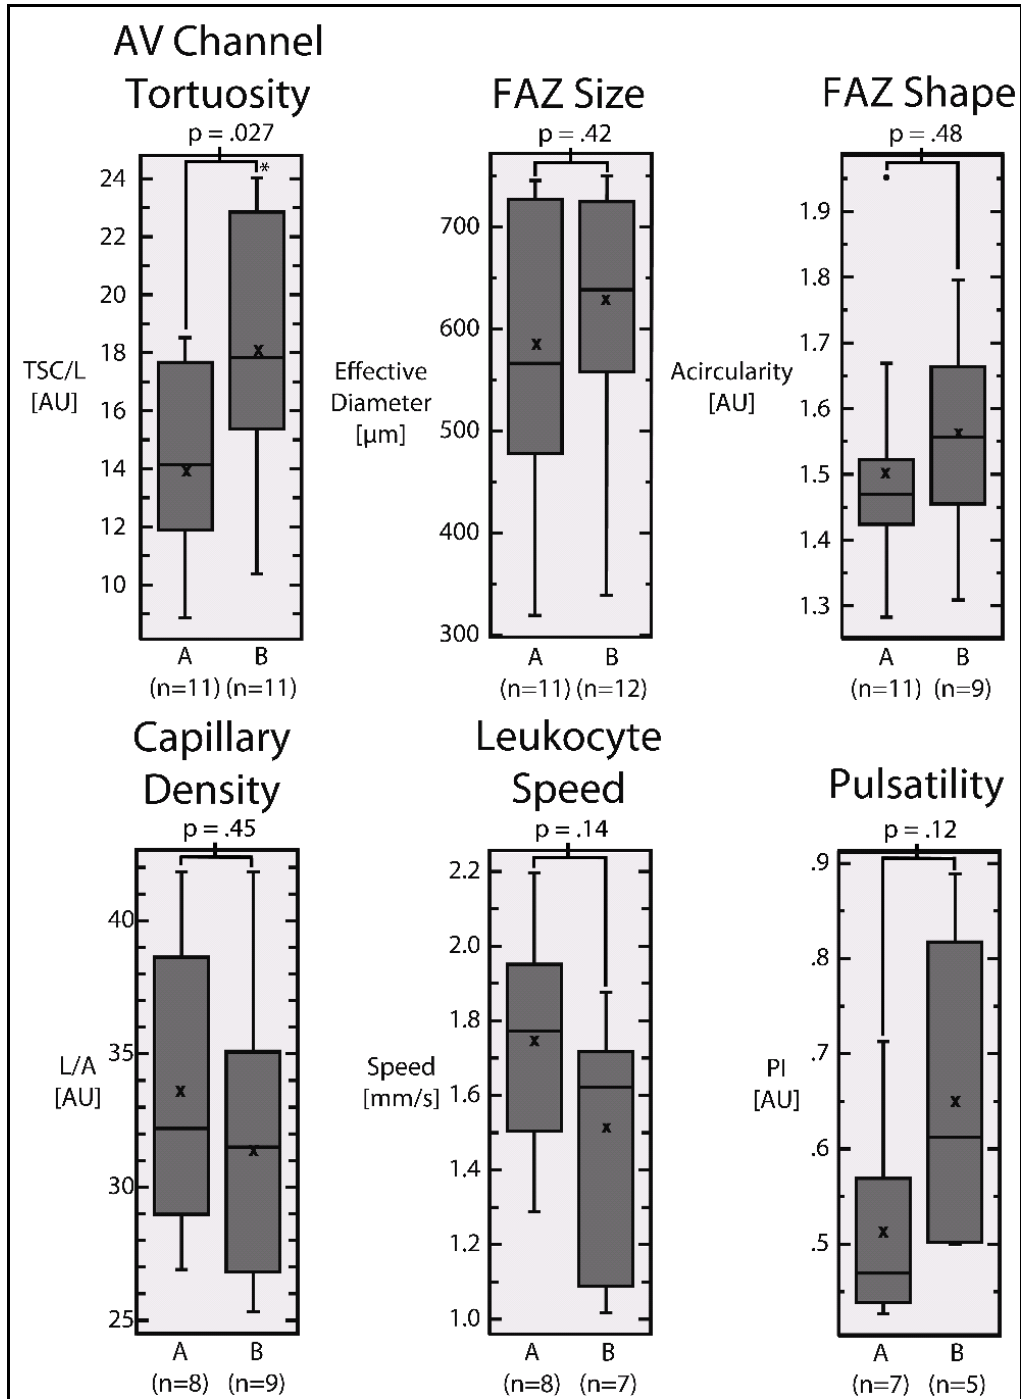 AV Channel
Tortuosity
p = .027
*
24
22
20
18
16
14
12
10
TSC/L
[AU]
x x
A B
(n=11) (n=11)
FAZ Size
p = .42
700
600
500
400
300
Effective
Diameter
[µm]
x x
A B
(n=11) (n=12)
FAZ Shape
p = .48
1.9
1.8
1.7
1.6
1.5
1.4
1.3
Acircularity
[AU]
x x
A B
(n=11) (n=9)
Capillary
Density
p = .45
40
35
30
25
L/A
[AU]
x x
A B
(n=8) (n=9)
Leukocyte
Speed
p = .14
2.2
2.0
1.8
1.6
1.4
1.2
1.0
Speed
[mm/s]
x x
A B
(n=8) (n=7)
Pulsatility
p = .12
.9
.8
.7
.6
.5
PI
[AU]
x x
A B
(n=7) (n=5)